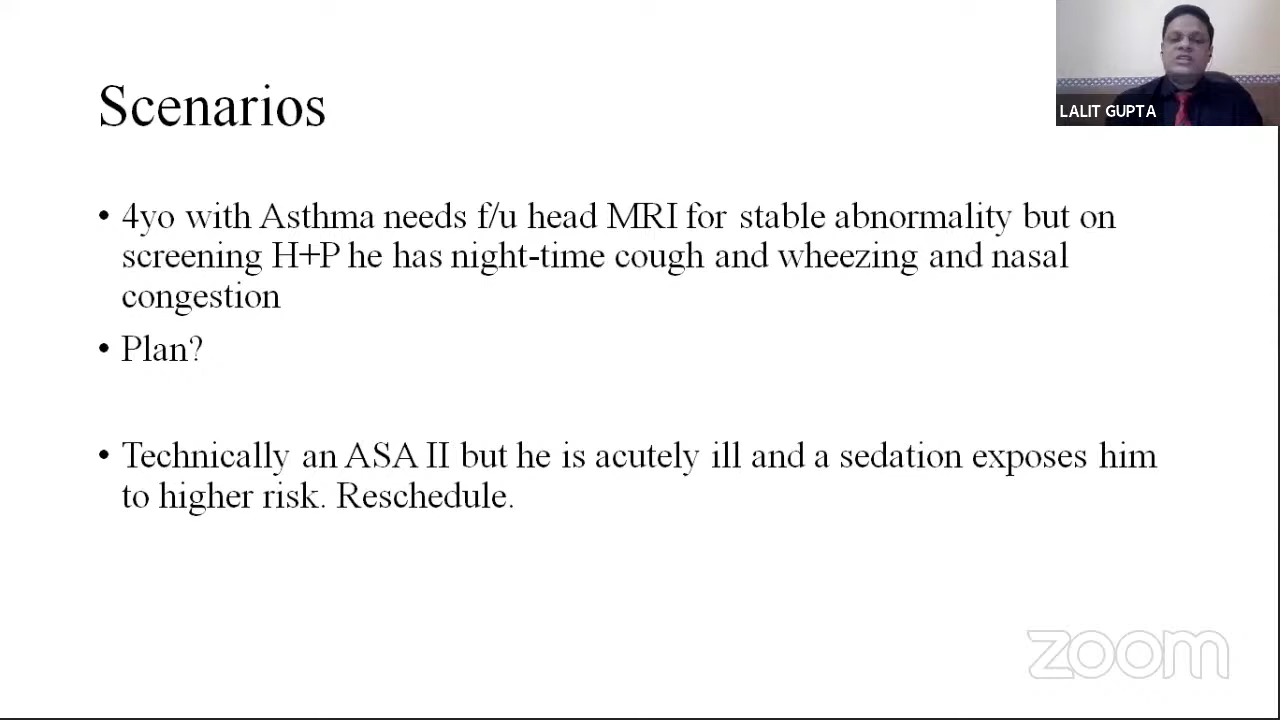 LALIT GUPTA
Scenarios
• 4yo with Asthma needs f/u head MRI for stable abnormality but on
screening H+P he has night-time cough and wheezing and nasal
congestion
• Plan?
• Technically an ASA II but he is acutely ill and a sedation exposes him
to higher risk. Reschedule.
zoom